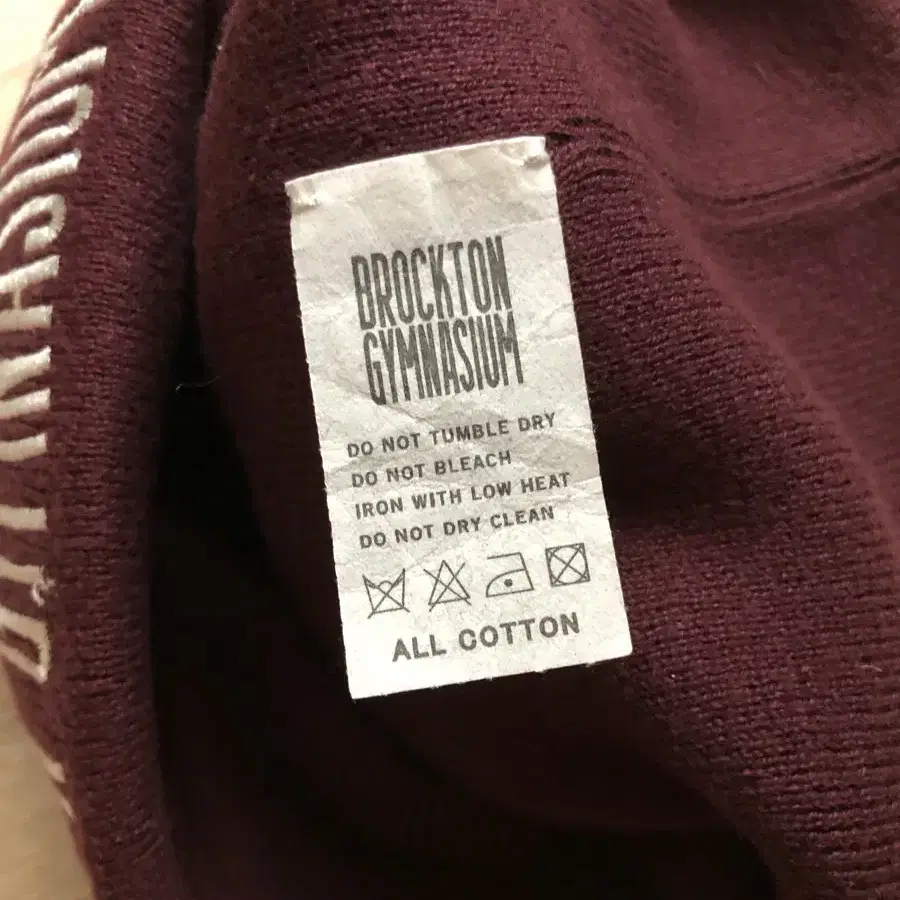 BROCKTON
GYMNASIUM
DO NOT TUMBLE DRY
DO NOT BLEACH
IRON WITH LOW HEAT
DO NOT DRY CLEAN
ALL COTTON